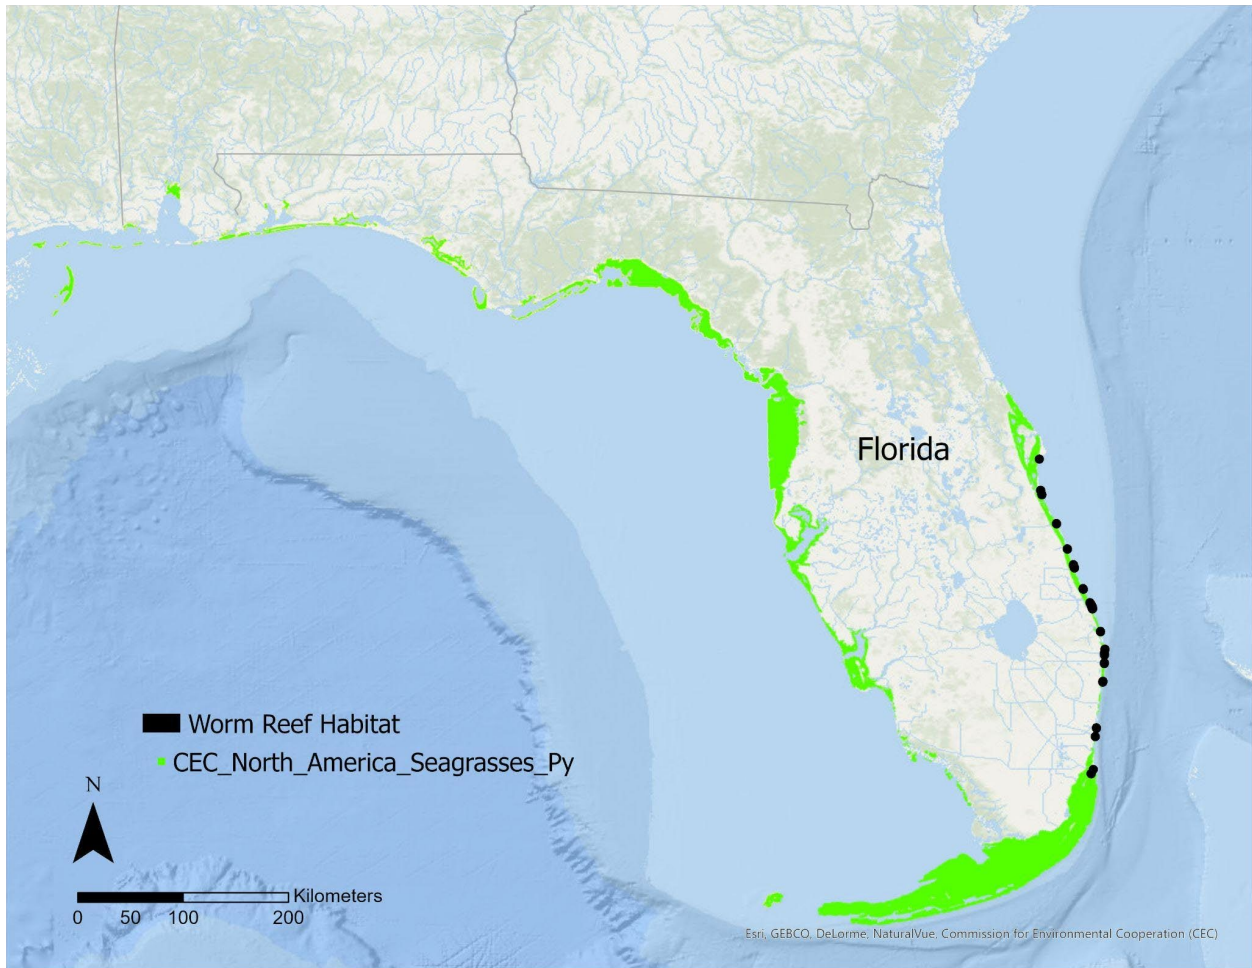 Florida
Worm Reef Habitat
CEC_North_America_Seagrasses_Py
N
Kilometers
0 50 100 200
Esri, GEBCO, DeLorme, NaturalVue, Commission for Environmental Cooperation (CEC)